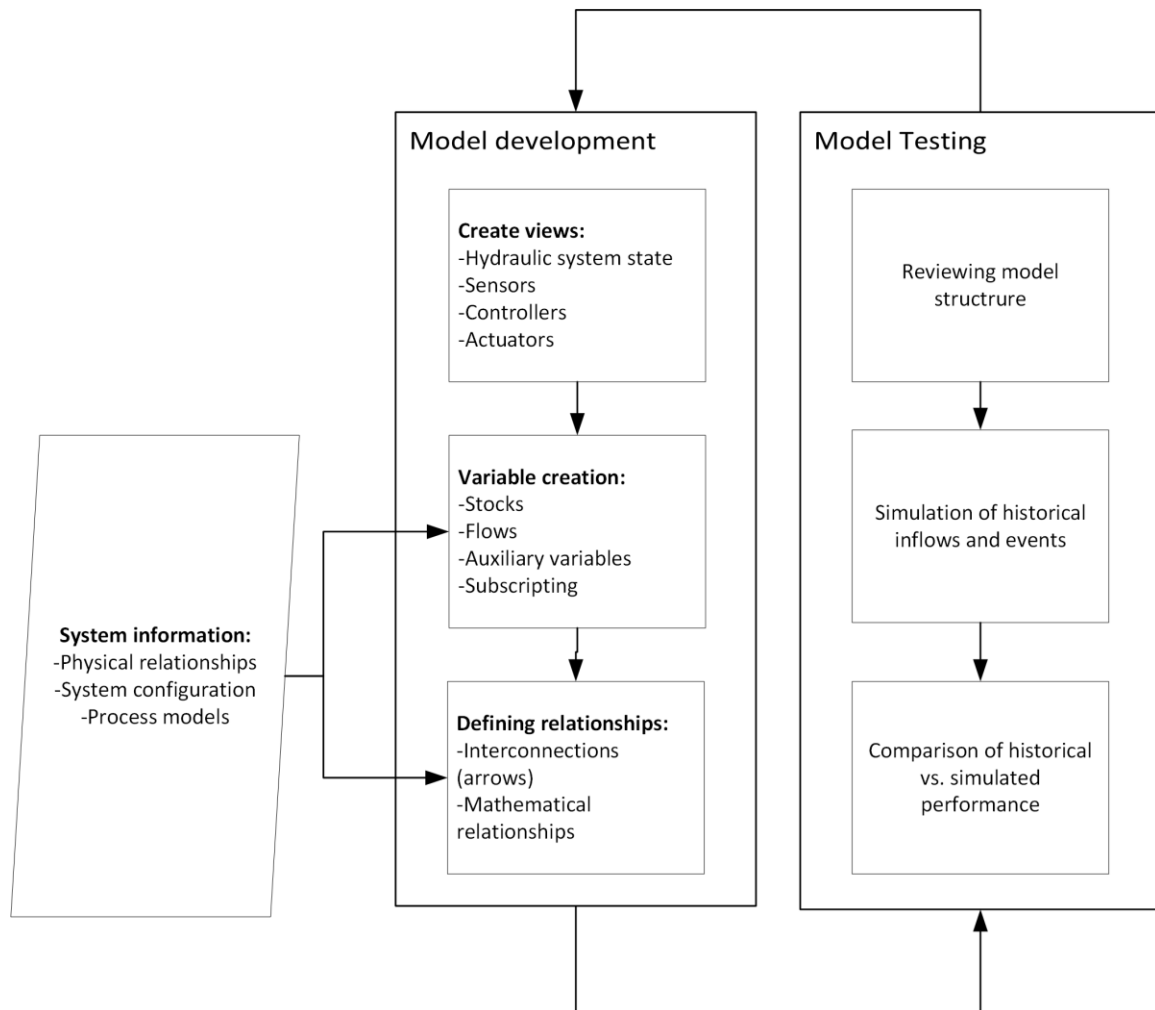 Model development
Create views:
-Hydraulic system state
-Sensors
-Controllers
-Actuators
Variable creation:
-Stocks
-Flows
-Auxiliary variables
-Subscripting
Defining relationships:
-Interconnections
(arrows)
-Mathematical
relationships
System information:
-Physical relationships
-System configuration
-Process models
Model Testing
Reviewing model
structrure
Simulation of historical
inflows and events
Comparison of historical
vs. simulated
performance